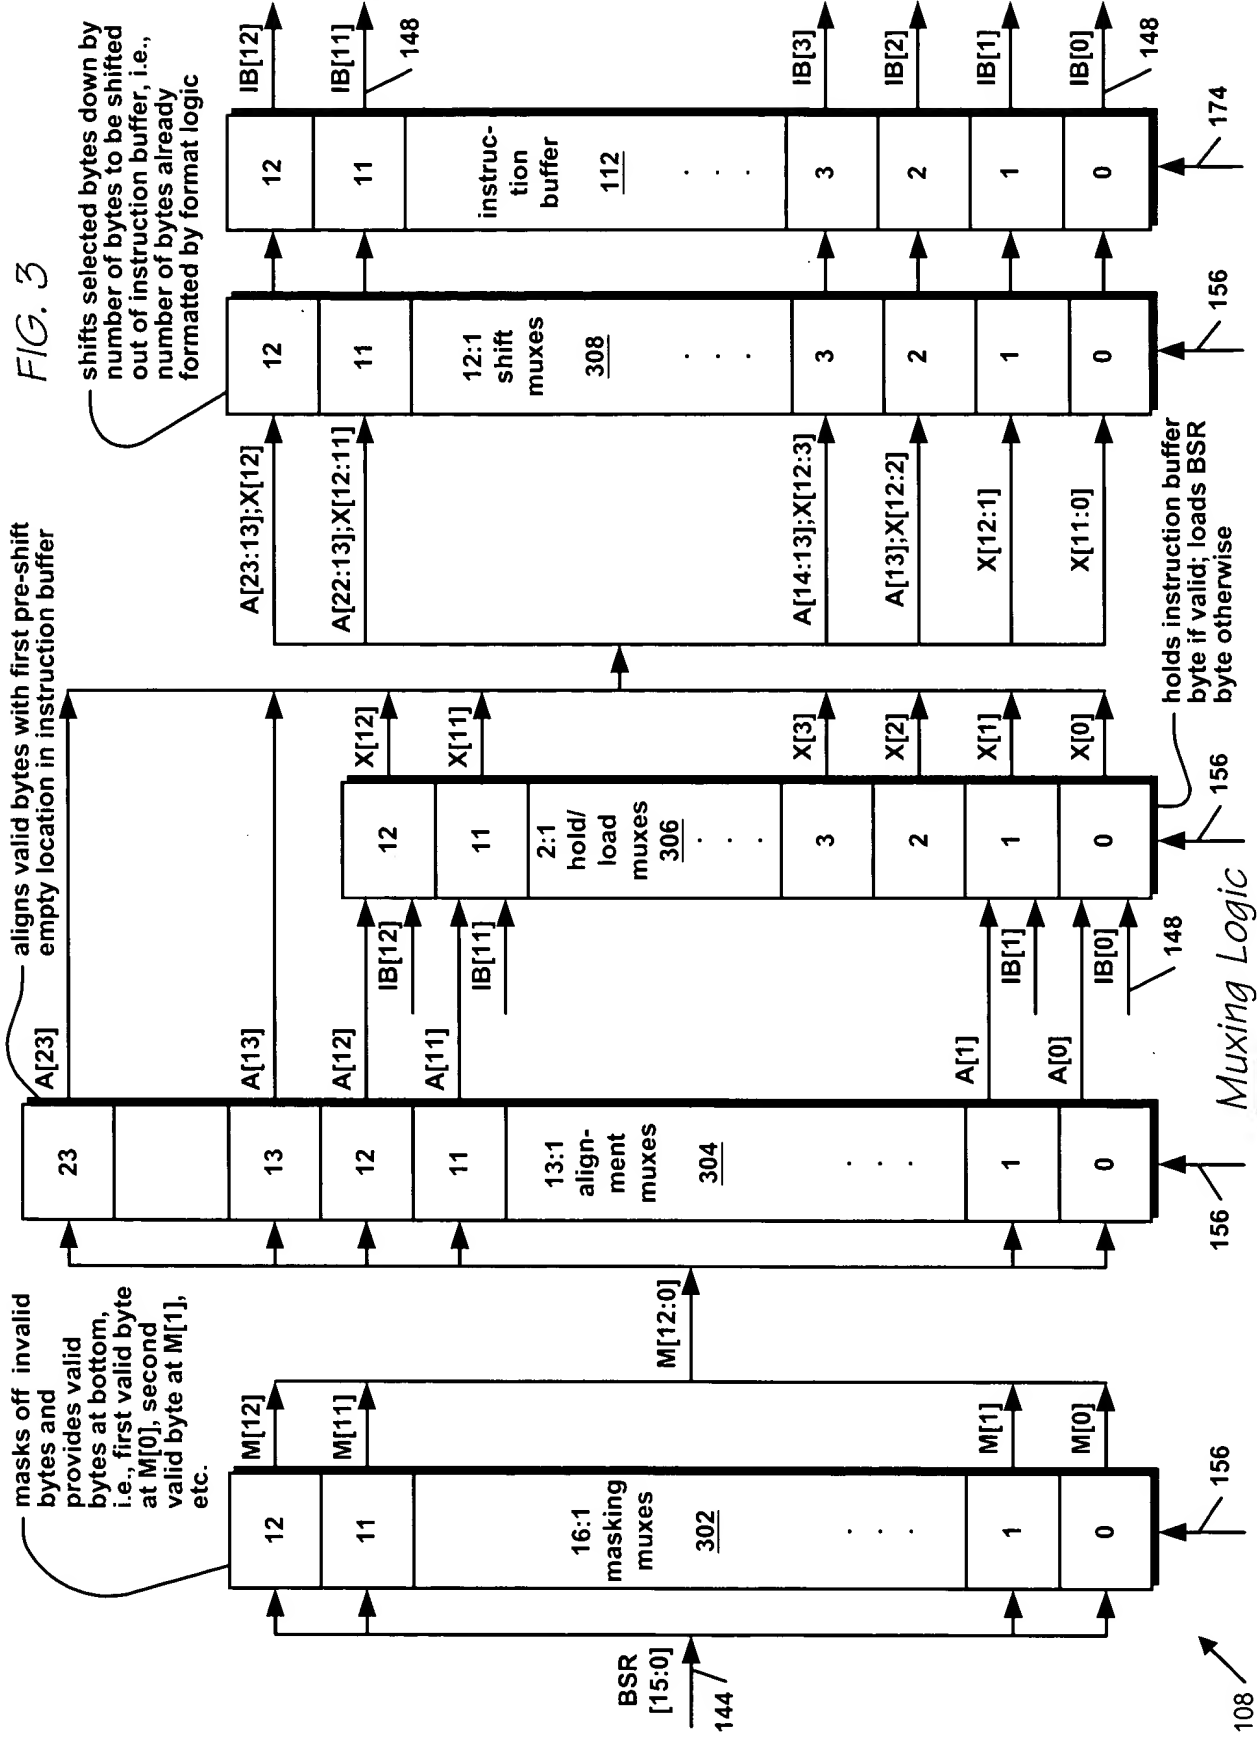 FIG. 3
masks off invalid
bytes and
provides valid
bytes at bottom,
i.e., first valid byte
at M[0], second
valid byte at M[1],
etc.
aligns valid bytes with first pre-shift
empty location in instruction buffer
shifts selected bytes down by
number of bytes to be shifted
out of instruction buffer, i.e.,
number of bytes already
formatted by format logic
BSR
[15:0]
144
12
11
16:1
masking
muxes
302
. . .
1
0
156
M[12]
M[11]
M[1]
M[0]
M[12:0]
23
13
12
11
13:1
align-
ment
muxes
304
. . .
1
0
156
A[23]
A[13]
A[12]
A[11]
A[1]
A[0]
IB[12]
IB[11]
IB[1]
IB[0]
148
12
11
2:1
hold/
load
muxes
306
. . .
3
2
1
0
156
holds instruction buffer
byte if valid; loads BSR
byte otherwise
X[12]
X[11]
X[3]
X[2]
X[1]
X[0]
A[23:13];X[12]
A[22:13];X[12:11]
A[14:13];X[12:3]
A[13];X[12:2]
X[12:1]
X[11:0]
12
11
12:1
shift
muxes
308
. . .
3
2
1
0
156
12
11
instruc-
tion
buffer
112
. . .
3
2
1
0
174
IB[12]
IB[11]
148
IB[3]
IB[2]
IB[1]
IB[0]
148
108
Muxing Logic